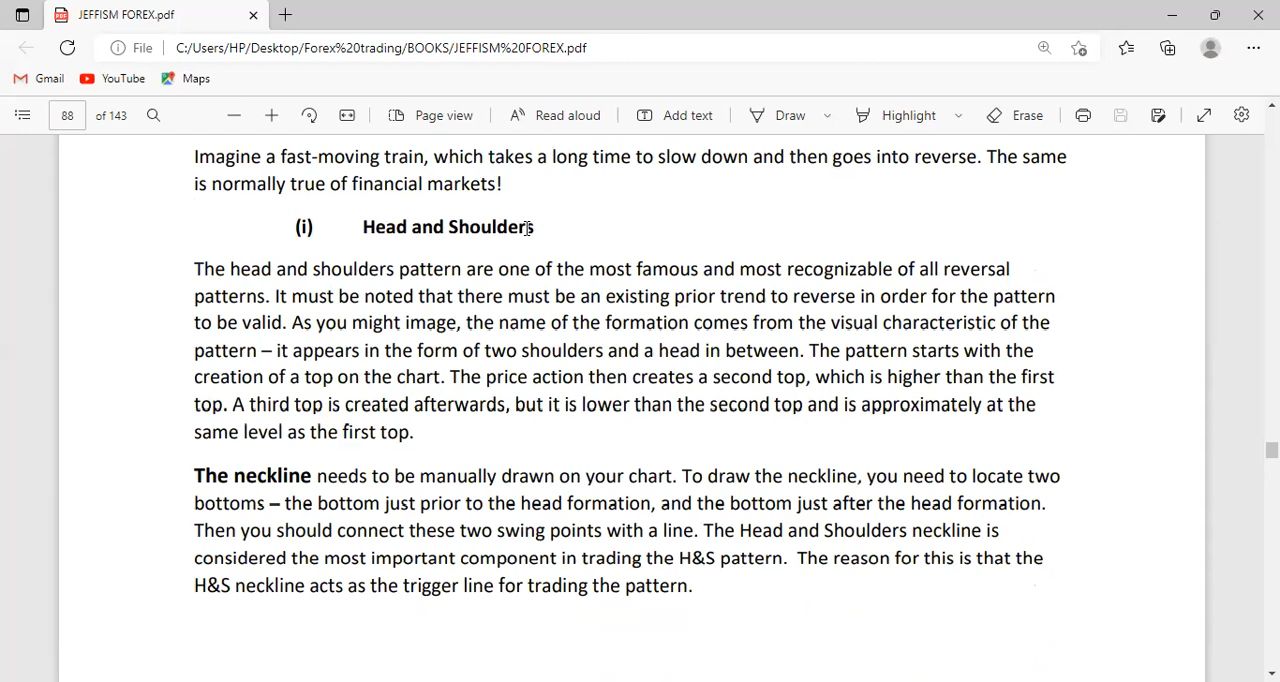 JEFFISM FOREX.pdf
File C:/Users/HP/Desktop/Forex%20trading/BOOKS/JEFFISM%20FOREX.pdf
Gmail YouTube Maps
88 of 143 Page view Read aloud Add text Draw Highlight Erase
Imagine a fast-moving train, which takes a long time to slow down and then goes into reverse. The same
is normally true of financial markets!
(i) Head and Shoulders
The head and shoulders pattern are one of the most famous and most recognizable of all reversal
patterns. It must be noted that there must be an existing prior trend to reverse in order for the pattern
to be valid. As you might image, the name of the formation comes from the visual characteristic of the
pattern – it appears in the form of two shoulders and a head in between. The pattern starts with the
creation of a top on the chart. The price action then creates a second top, which is higher than the first
top. A third top is created afterwards, but it is lower than the second top and is approximately at the
same level as the first top.
The neckline needs to be manually drawn on your chart. To draw the neckline, you need to locate two
bottoms – the bottom just prior to the head formation, and the bottom just after the head formation.
Then you should connect these two swing points with a line. The Head and Shoulders neckline is
considered the most important component in trading the H&S pattern. The reason for this is that the
H&S neckline acts as the trigger line for trading the pattern.